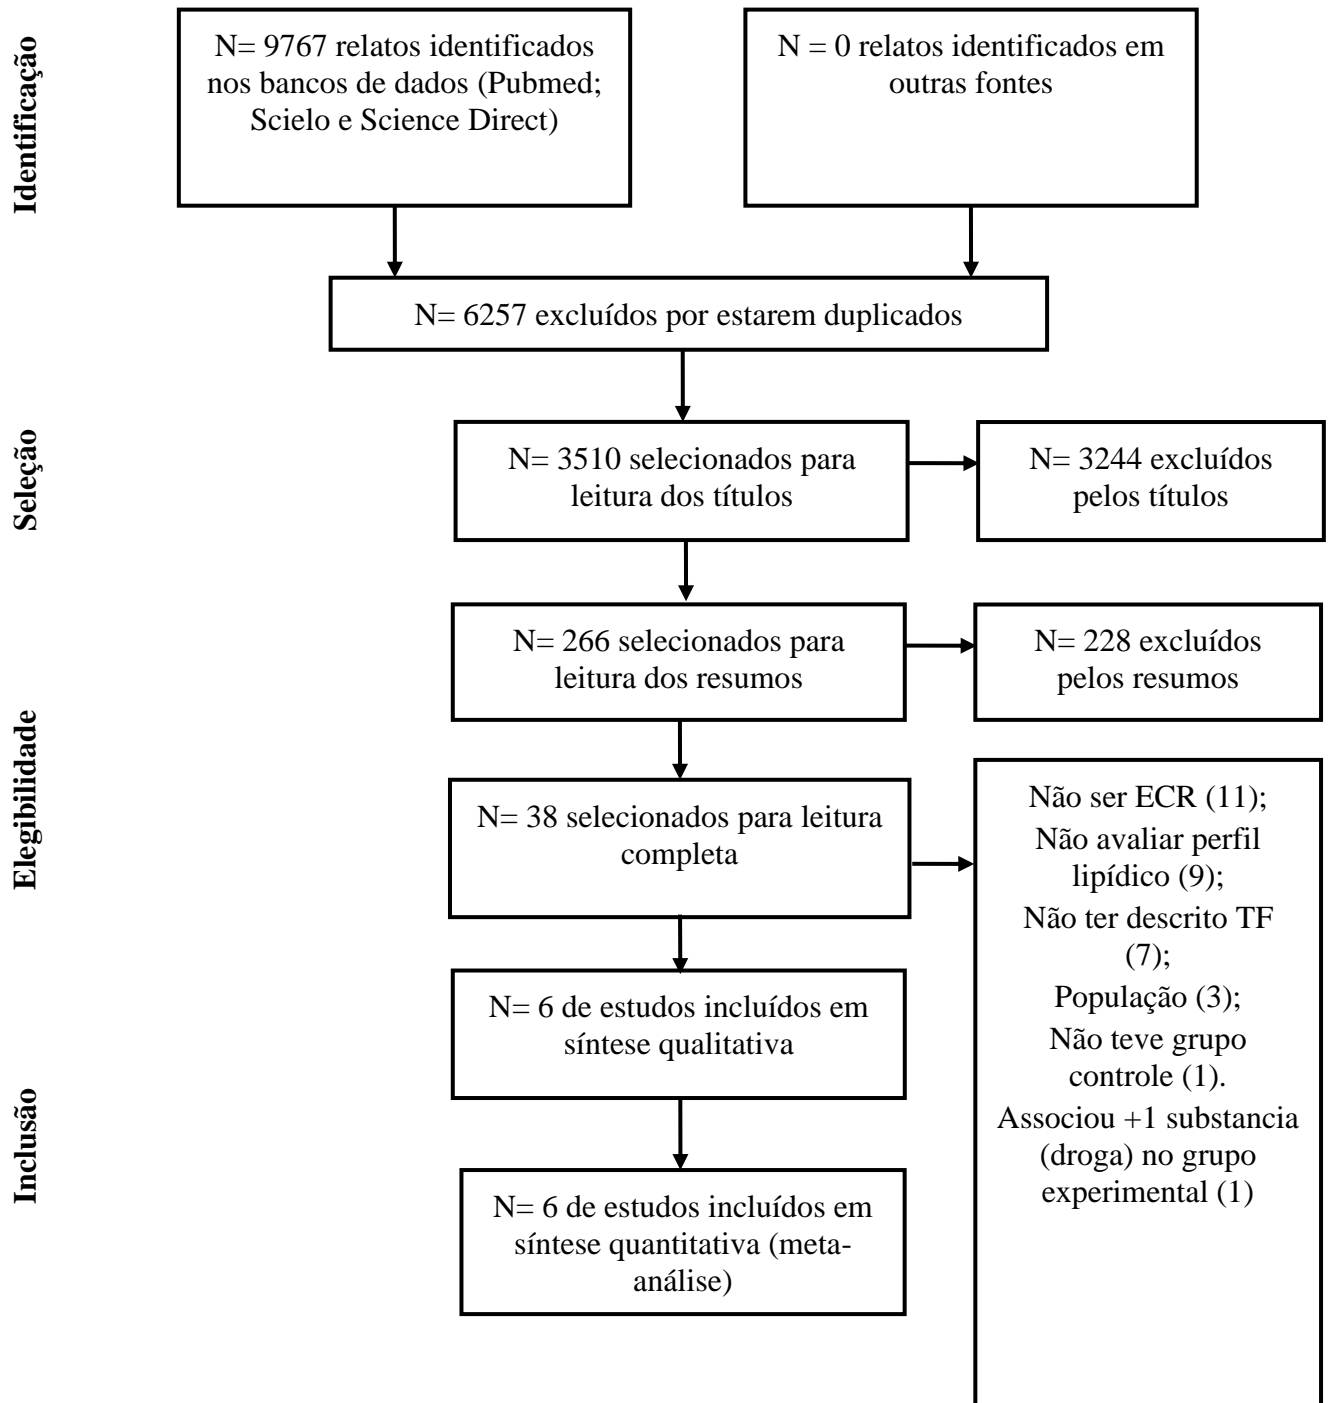 Identificação
N= 9767 relatos identificados
nos bancos de dados (Pubmed;
Scielo e Science Direct)
N = 0 relatos identificados em
outras fontes
N= 6257 excluídos por estarem duplicados
Seleção
N= 3510 selecionados para
leitura dos títulos
N= 3244 excluídos
pelos títulos
N= 266 selecionados para
leitura dos resumos
N= 228 excluídos
pelos resumos
Elegibilidade
N= 38 selecionados para leitura
completa
Não ser ECR (11);
Não avaliar perfil
lipídico (9);
Não ter descrito TF
(7);
População (3);
Não teve grupo
controle (1).
Associou +1 substancia
(droga) no grupo
experimental (1)
Inclusão
N= 6 de estudos incluídos em
síntese qualitativa
N= 6 de estudos incluídos em
síntese quantitativa (meta-
análise)